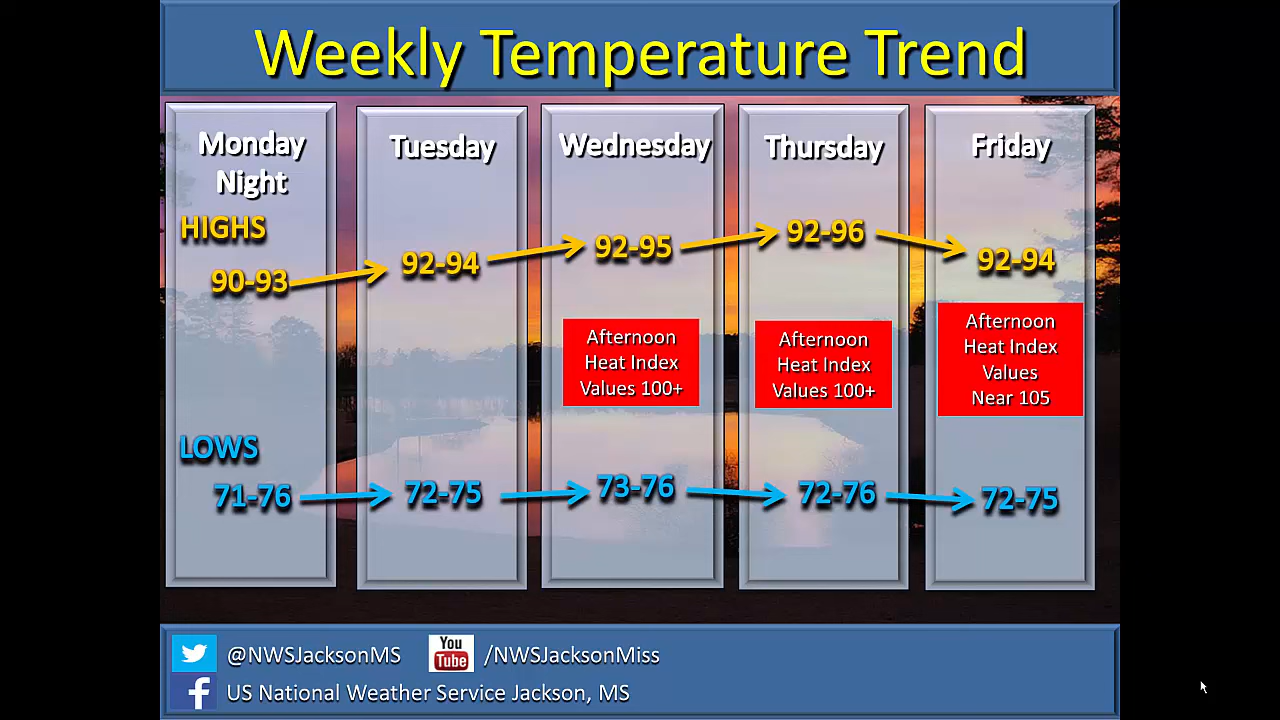 Weekly Temperature Trend
Monday
Night
Tuesday
Wednesday
Thursday
Friday
HIGHS
90-93
92-94
92-95
92-96
92-94
Afternoon
Heat Index
Values 100+
Afternoon
Heat Index
Values 100+
Afternoon
Heat Index
Values
Near 105
LOWS
71-76
72-75
73-76
72-76
72-75
@NWSJacksonMS
You
Tube
/NWSJacksonMiss
f
US National Weather Service Jackson, MS